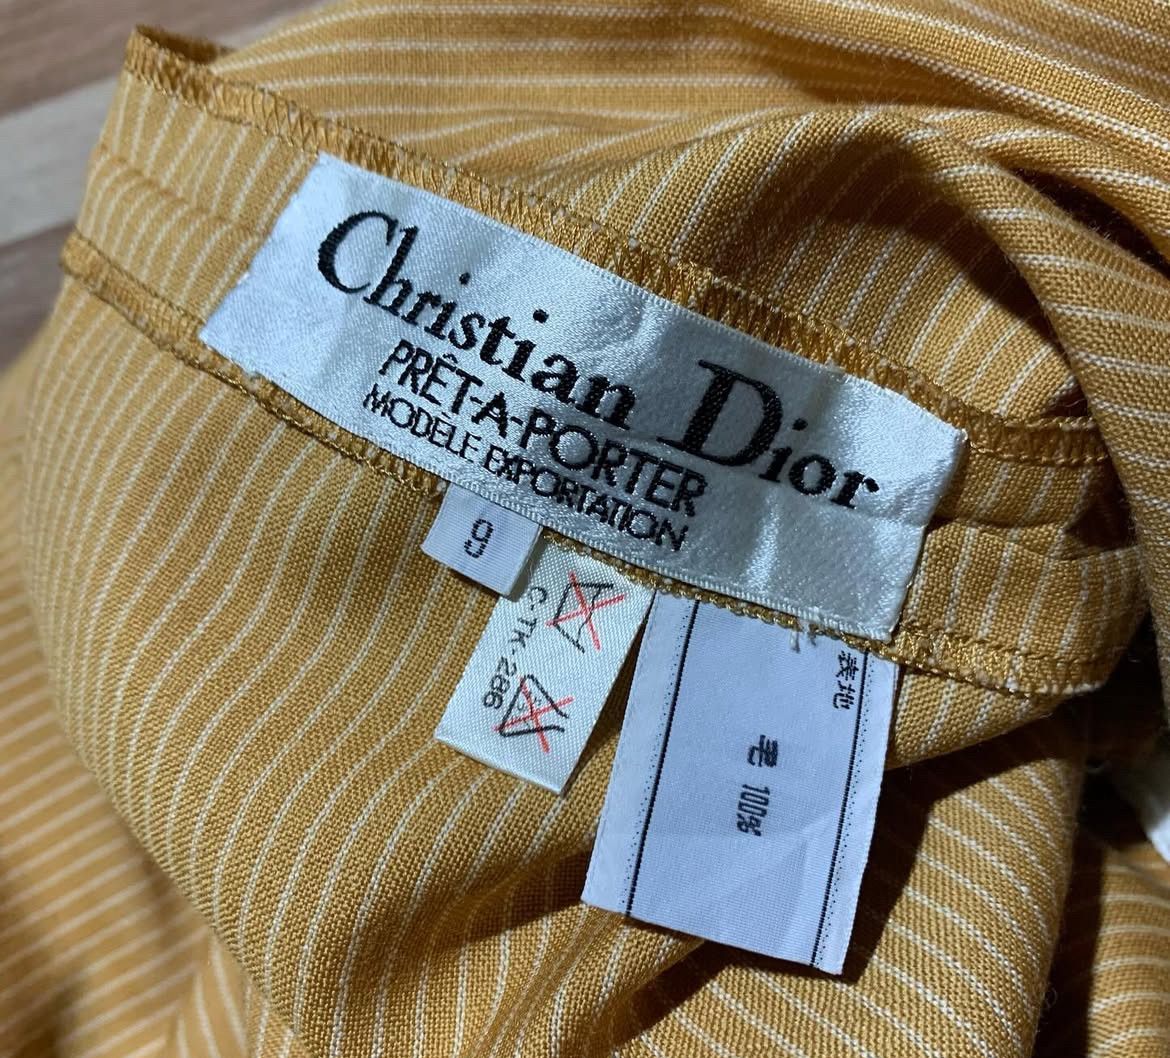 Christian Dior
PRÊT-A-PORTER
MODÈLE EXPORTATION
9
C-TK-286
表地
毛 100%